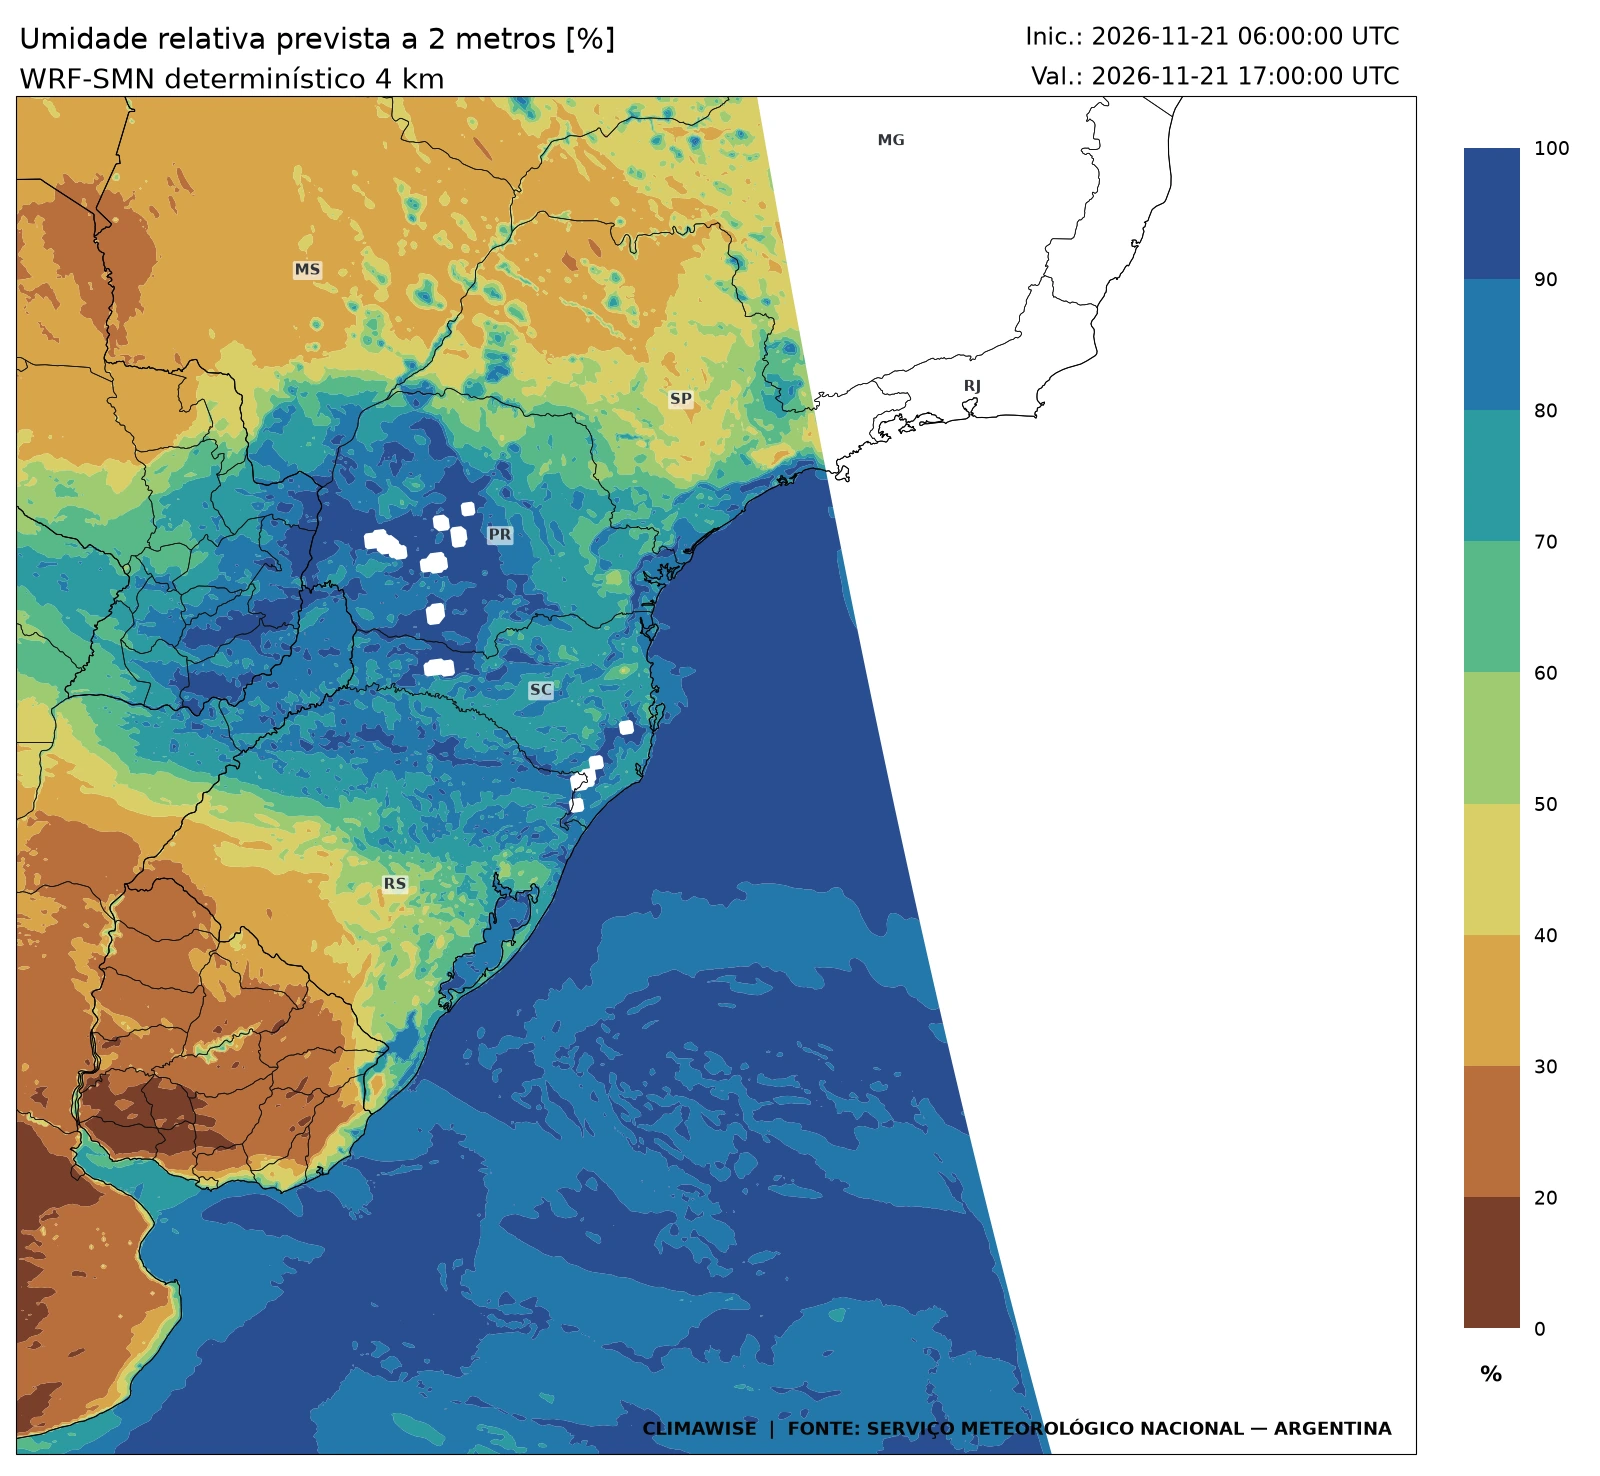 Umidade relativa prevista a 2 metros [%]
WRF-SMN determinístico 4 km
Inic.: 2026-11-21 06:00:00 UTC
Val.: 2026-11-21 17:00:00 UTC
MG
MS
RJ
SP
PR
SC
RS
100
90
80
70
60
50
40
30
20
0
%
CLIMAWISE | FONTE: SERVIÇO METEOROLÓGICO NACIONAL — ARGENTINA